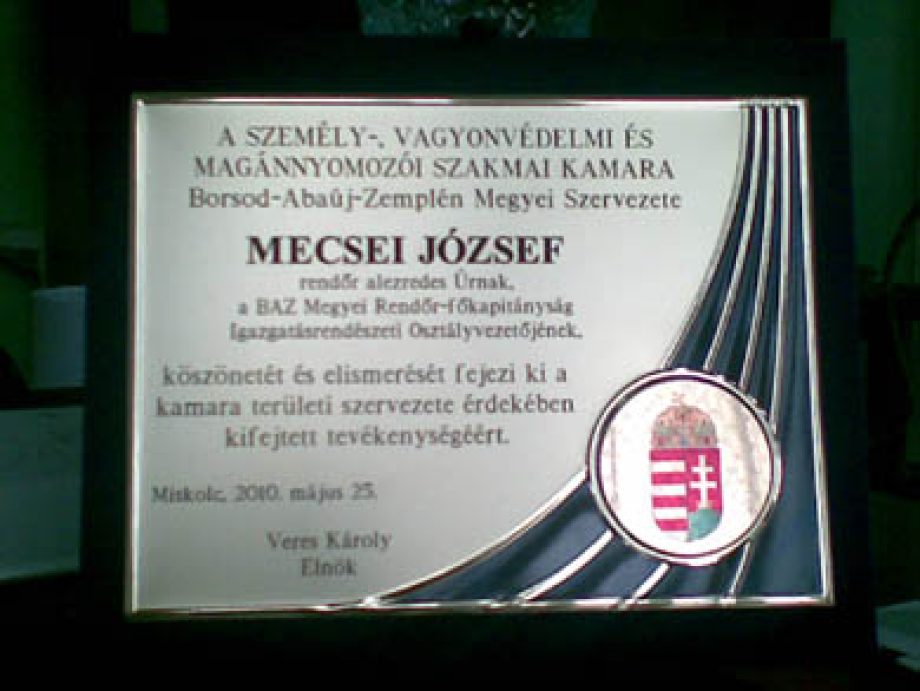 A SZEMÉLY-, VAGYONVÉDELMI ÉS
MAGÁNNYOMOZÓI SZAKMAI KAMARA
Borsod-Abaúj-Zemplén Megyei Szervezete
MECSEI JÓZSEF
rendőr alezredes Úrnak,
a BAZ Megyei Rendőr-főkapitányság
Igazgatásrendészeti Osztályvezetőjének,
köszönetét és elismerését fejezi ki a
kamara területi szervezete érdekében
kifejtett tevékenységéért.
Miskolc, 2010. május 25.
Veres Károly
Elnök